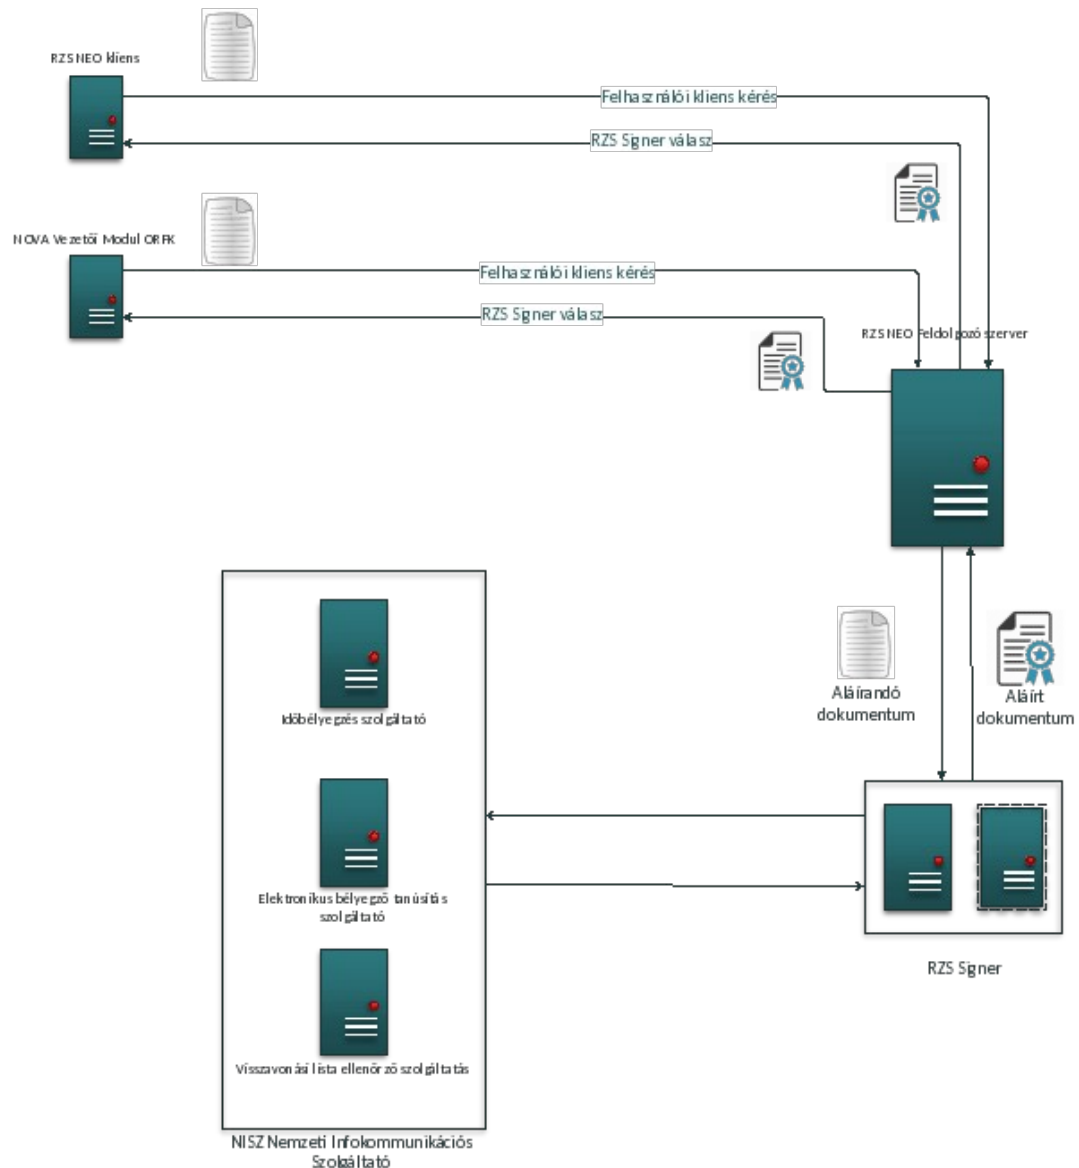 RZS NEO kliens
Felhasználói kliens kérés
RZS Signer válasz
NOVA Vezetői Modul ORFK
Felhasználói kliens kérés
RZS Signer válasz
RZS NEO Feldolgozó szerver
Aláírandó
dokumentum
Aláírt
dokumentum
Időbélyegzés szolgáltató
Elektronikus bélyegző tanúsítás
szolgáltató
RZS Signer
Visszavonási lista ellenőrző szolgáltatás
NISZ Nemzeti Infokommunikációs
Szolgáltató